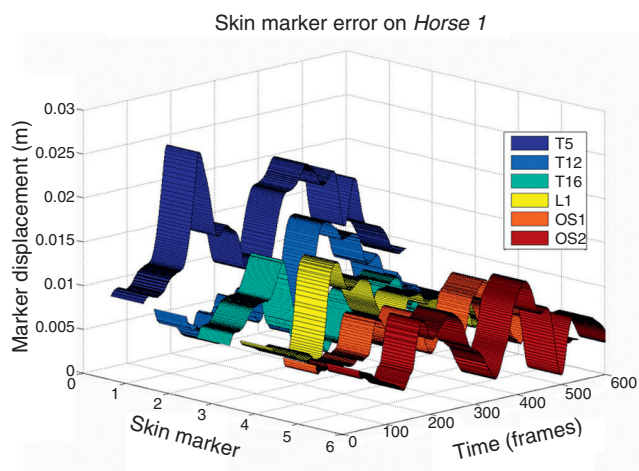 Skin marker error on Horse 1
Marker displacement (m)
0.03
0.025
0.02
0.015
0.01
0.005
0
T5
T12
T16
L1
OS1
OS2
0
1
2
3
4
5
6
Skin marker
0
100
200
300
400
500
600
Time (frames)